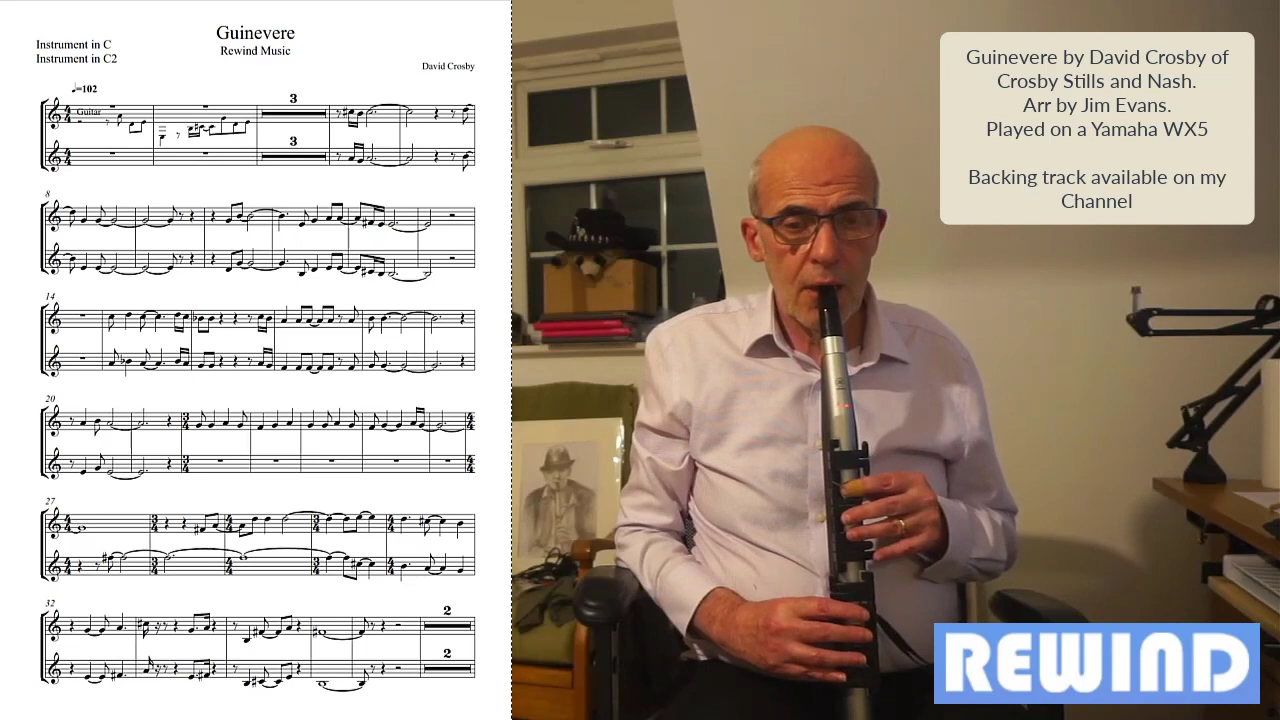 Guinevere
Rewind Music
Instrument in C
Instrument in C2
David Crosby
♩=102
Guitar
3
3
8
14
20
27
32
2
2
Guinevere by David Crosby of
Crosby Stills and Nash.
Arr by Jim Evans.
Played on a Yamaha WX5
Backing track available on my
Channel
REWIND